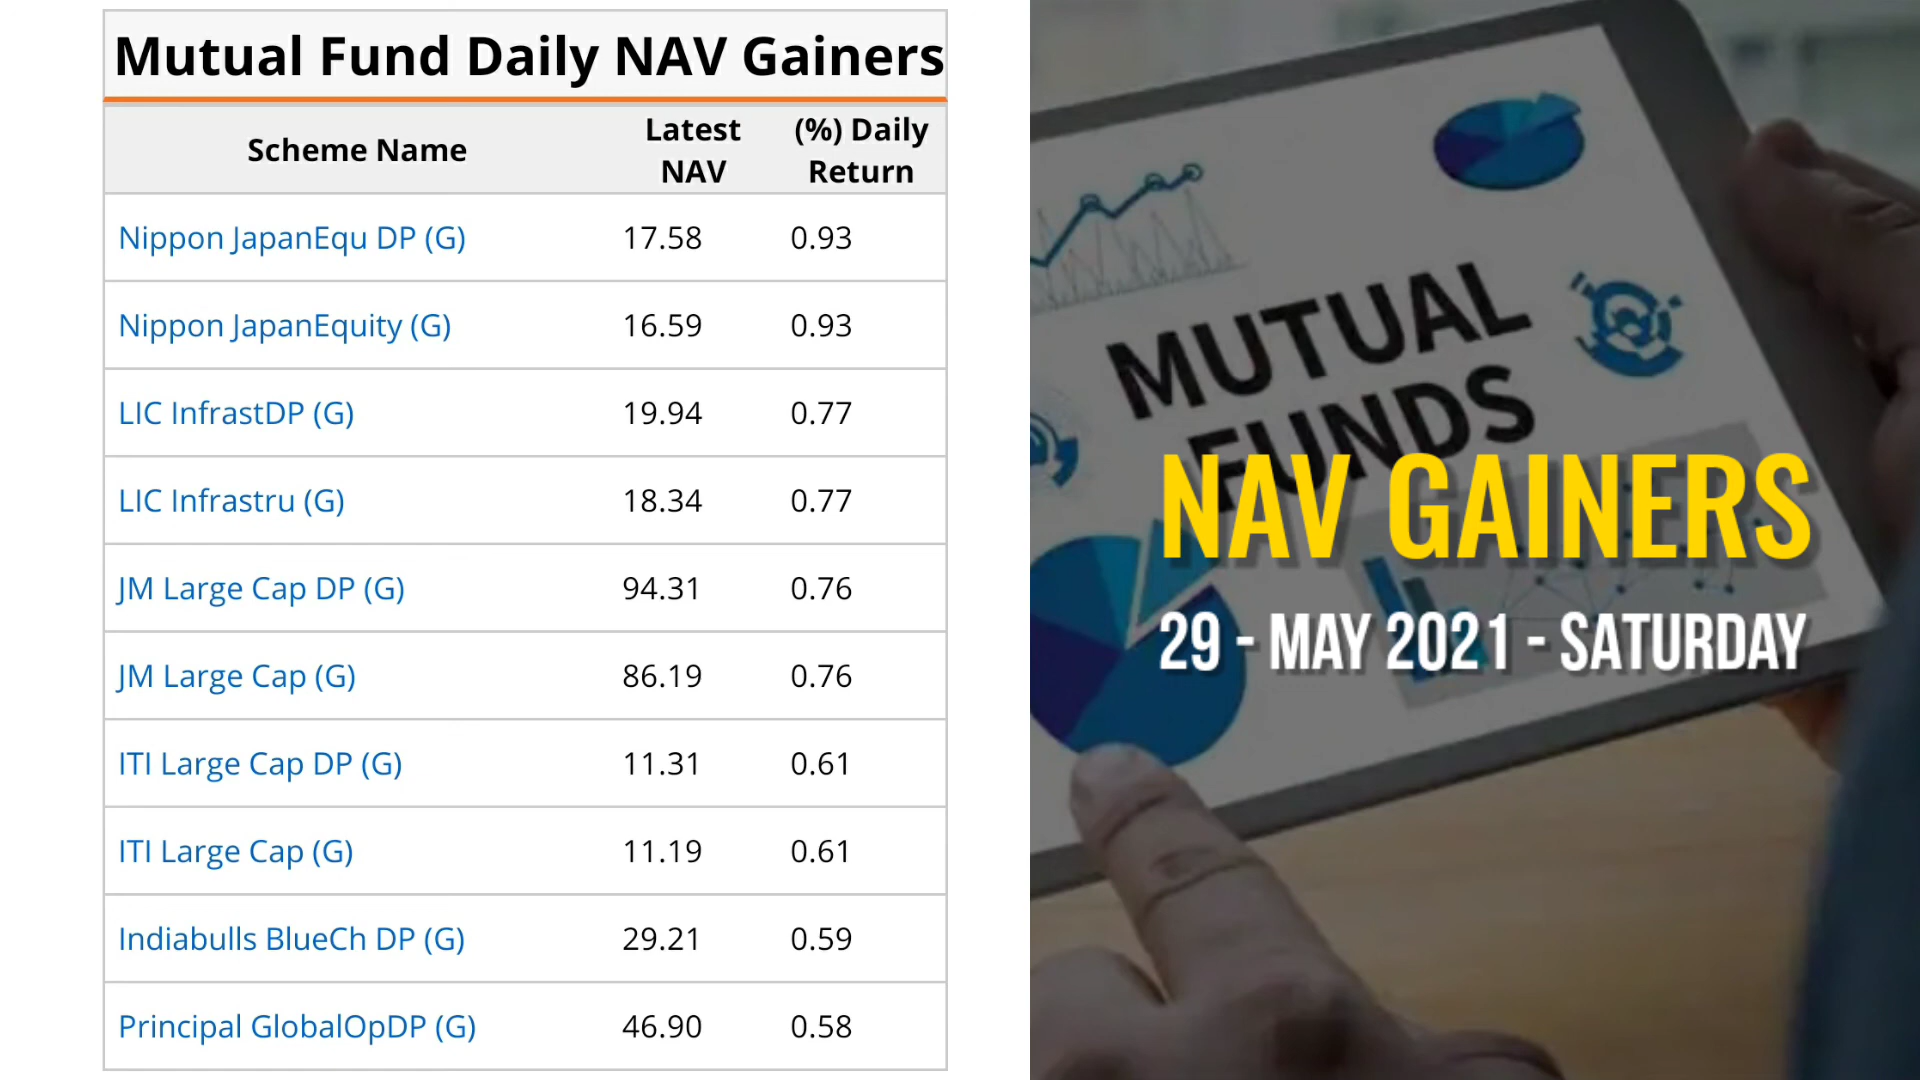 Mutual Fund Daily NAV Gainers
Scheme Name Latest NAV (%) Daily Return
Nippon JapanEqu DP (G) 17.58 0.93
Nippon JapanEquity (G) 16.59 0.93
LIC InfrastDP (G) 19.94 0.77
LIC Infrastru (G) 18.34 0.77
JM Large Cap DP (G) 94.31 0.76
JM Large Cap (G) 86.19 0.76
ITI Large Cap DP (G) 11.31 0.61
ITI Large Cap (G) 11.19 0.61
Indiabulls BlueCh DP (G) 29.21 0.59
Principal GlobalOpDP (G) 46.90 0.58
MUTUAL
FUNDS
NAV GAINERS
29 - MAY 2021 - SATURDAY